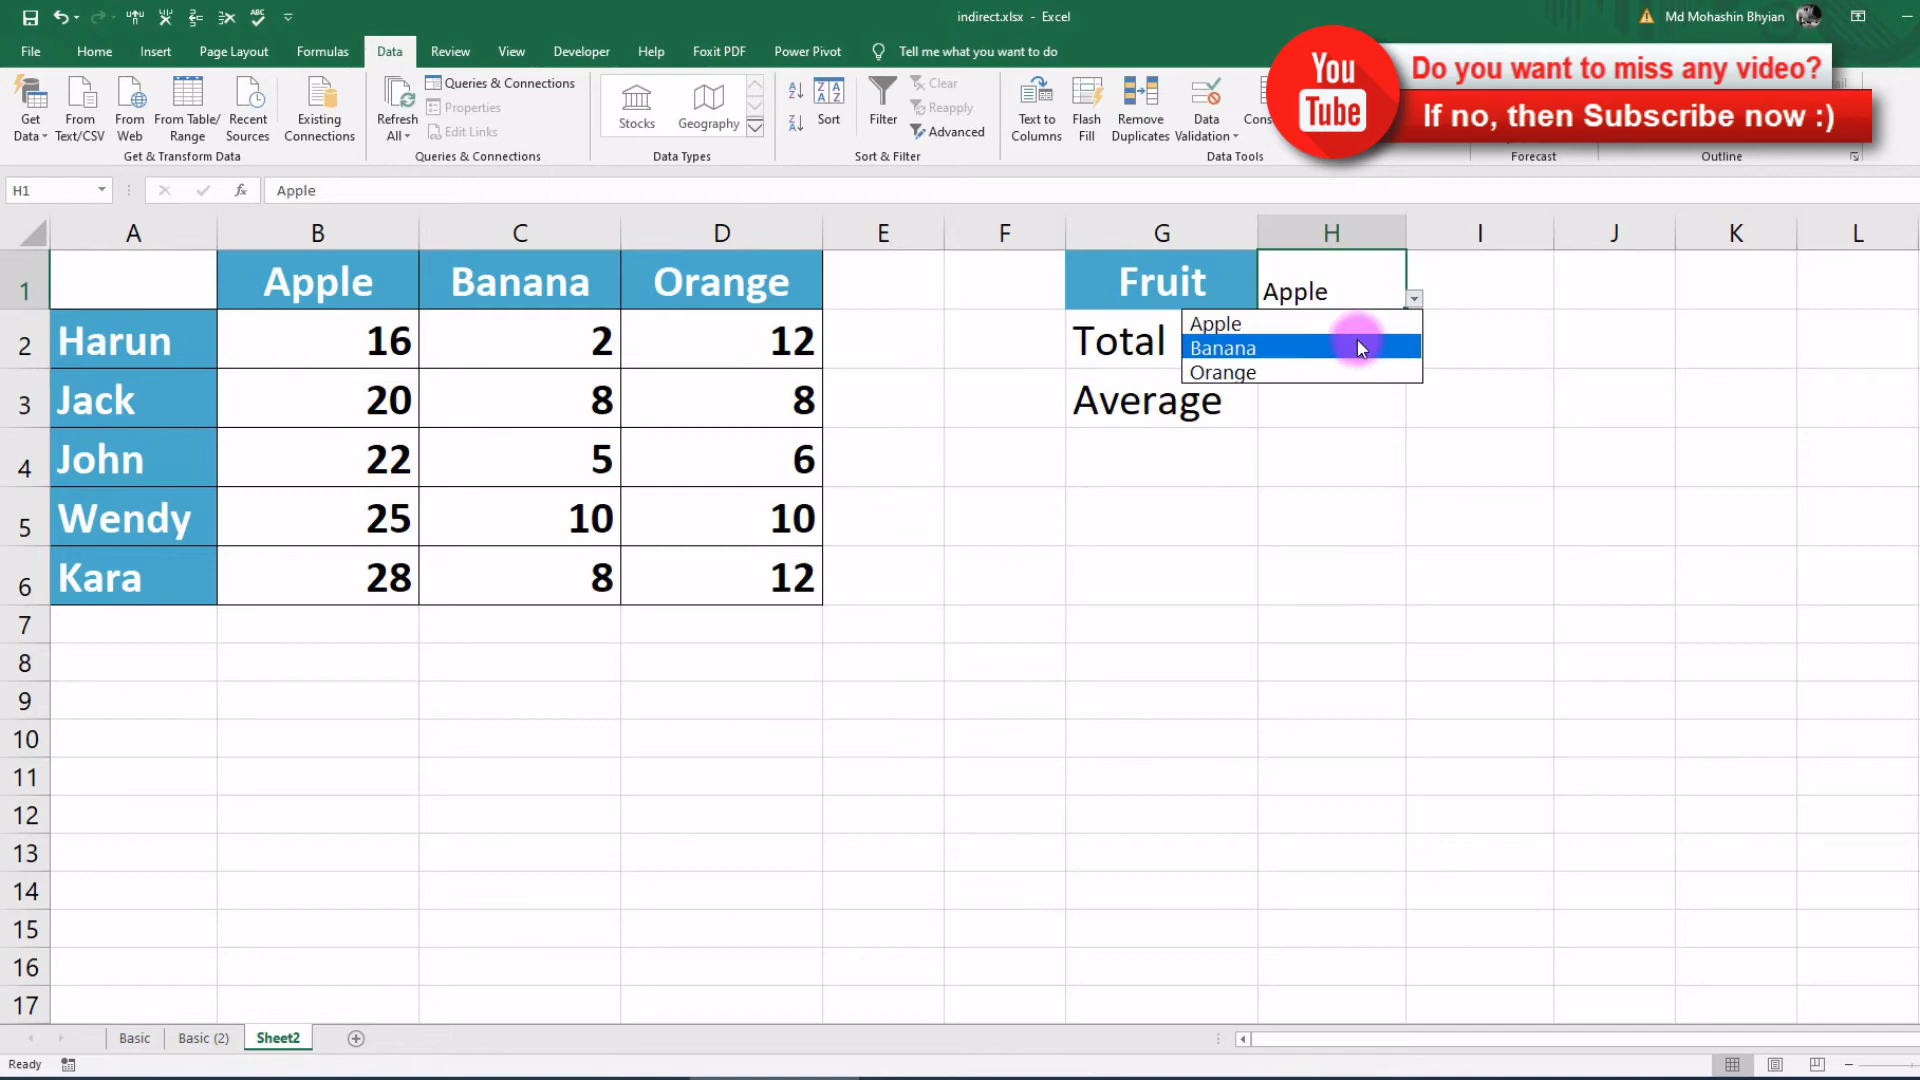 indirect.xlsx - Excel
Md Mohashin Bhyian
File Home Insert Page Layout Formulas Data Review View Developer Help Foxit PDF Power Pivot Tell me what you want to do
You
Tube
Do you want to miss any video?
If no, then Subscribe now :)
Get Data
From Text/CSV
From Web
From Table/ Range
Recent Sources
Existing Connections
Get & Transform Data
Refresh All
Queries & Connections
Properties
Edit Links
Queries & Connections
Stocks
Geography
Data Types
Sort
Filter
Clear
Reapply
Advanced
Sort & Filter
Text to Columns
Flash Fill
Remove Duplicates
Data Validation
Cons
Data Tools
Forecast
Outline
H1 fx Apple
A B C D E F G H I J K L
1 Apple Banana Orange Fruit Apple
2 Harun 16 2 12 Total
3 Jack 20 8 8 Average
4 John 22 5 6
5 Wendy 25 10 10
6 Kara 28 8 12
Apple
Banana
Orange
7
8
9
10
11
12
13
14
15
16
17
Basic Basic (2) Sheet2
Ready